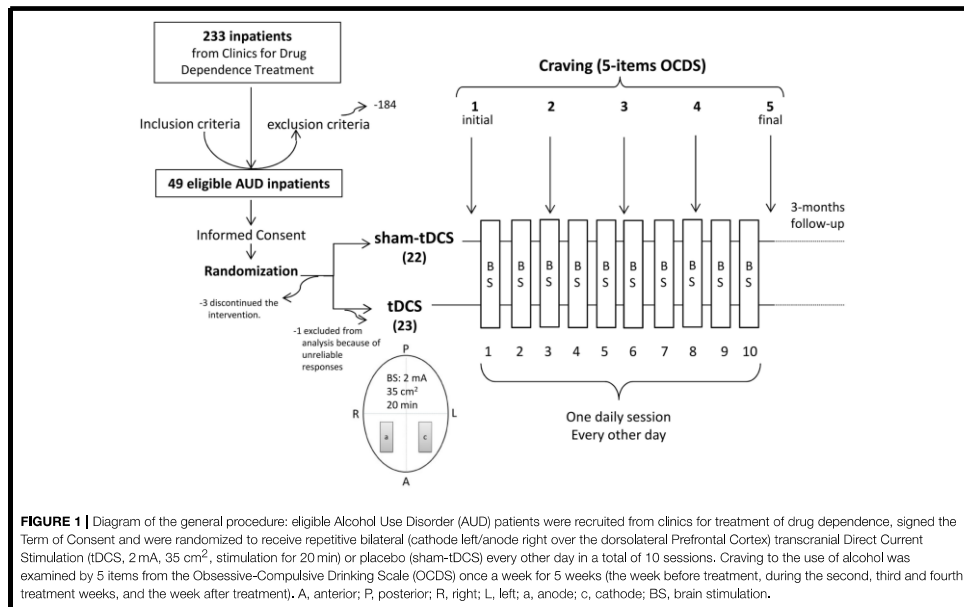 233 inpatients
from Clinics for Drug
Dependence Treatment
-184
Inclusion criteria
exclusion criteria
49 eligible AUD inpatients
Informed Consent
Randomization
-3 discontinued the
intervention.
sham-tDCS
(22)
tDCS
(23)
-1 excluded from
analysis because of
unreliable
responses
P
BS: 2 mA
35 cm²
20 min
R
L
a
c
A
Craving (5-items OCDS)
1
initial
2
3
4
5
final
3-months
follow-up
B
S
B
S
B
S
B
S
B
S
B
S
B
S
B
S
B
S
B
S
1 2 3 4 5 6 7 8 9 10
One daily session
Every other day
FIGURE 1 | Diagram of the general procedure: eligible Alcohol Use Disorder (AUD) patients were recruited from clinics for treatment of drug dependence, signed the
Term of Consent and were randomized to receive repetitive bilateral (cathode left/anode right over the dorsolateral Prefrontal Cortex) transcranial Direct Current
Stimulation (tDCS, 2 mA, 35 cm², stimulation for 20 min) or placebo (sham-tDCS) every other day in a total of 10 sessions. Craving to the use of alcohol was
examined by 5 items from the Obsessive-Compulsive Drinking Scale (OCDS) once a week for 5 weeks (the week before treatment, during the second, third and fourth
treatment weeks, and the week after treatment). A, anterior; P, posterior; R, right; L, left; a, anode; c, cathode; BS, brain stimulation.